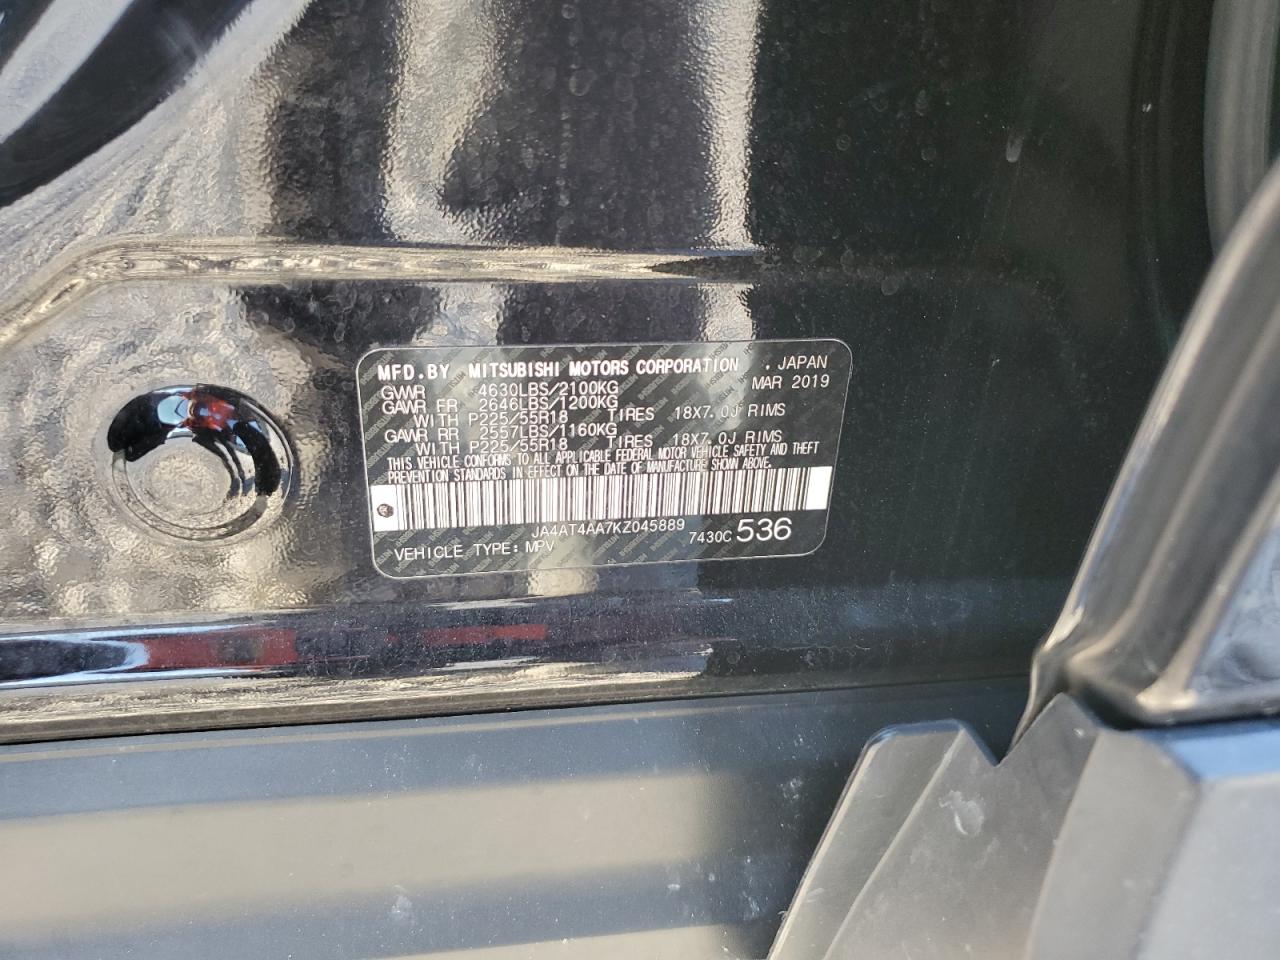 MFD.BY MITSUBISHI MOTORS CORPORATION . JAPAN
GVWR 4630LBS/2100KG MAR 2019
GAWR FR 2646LBS/1200KG
WITH P225/55R18 TIRES 18X7.0J RIMS
GAWR RR 2557LBS/1160KG
WITH P225/55R18 TIRES 18X7.0J RIMS
THIS VEHICLE CONFORMS TO ALL APPLICABLE FEDERAL MOTOR VEHICLE SAFETY AND THEFT
PREVENTION STANDARDS IN EFFECT ON THE DATE OF MANUFACTURE SHOWN ABOVE.
JA4AT4AA7KZ045889
VEHICLE TYPE: MPV 7430C 536